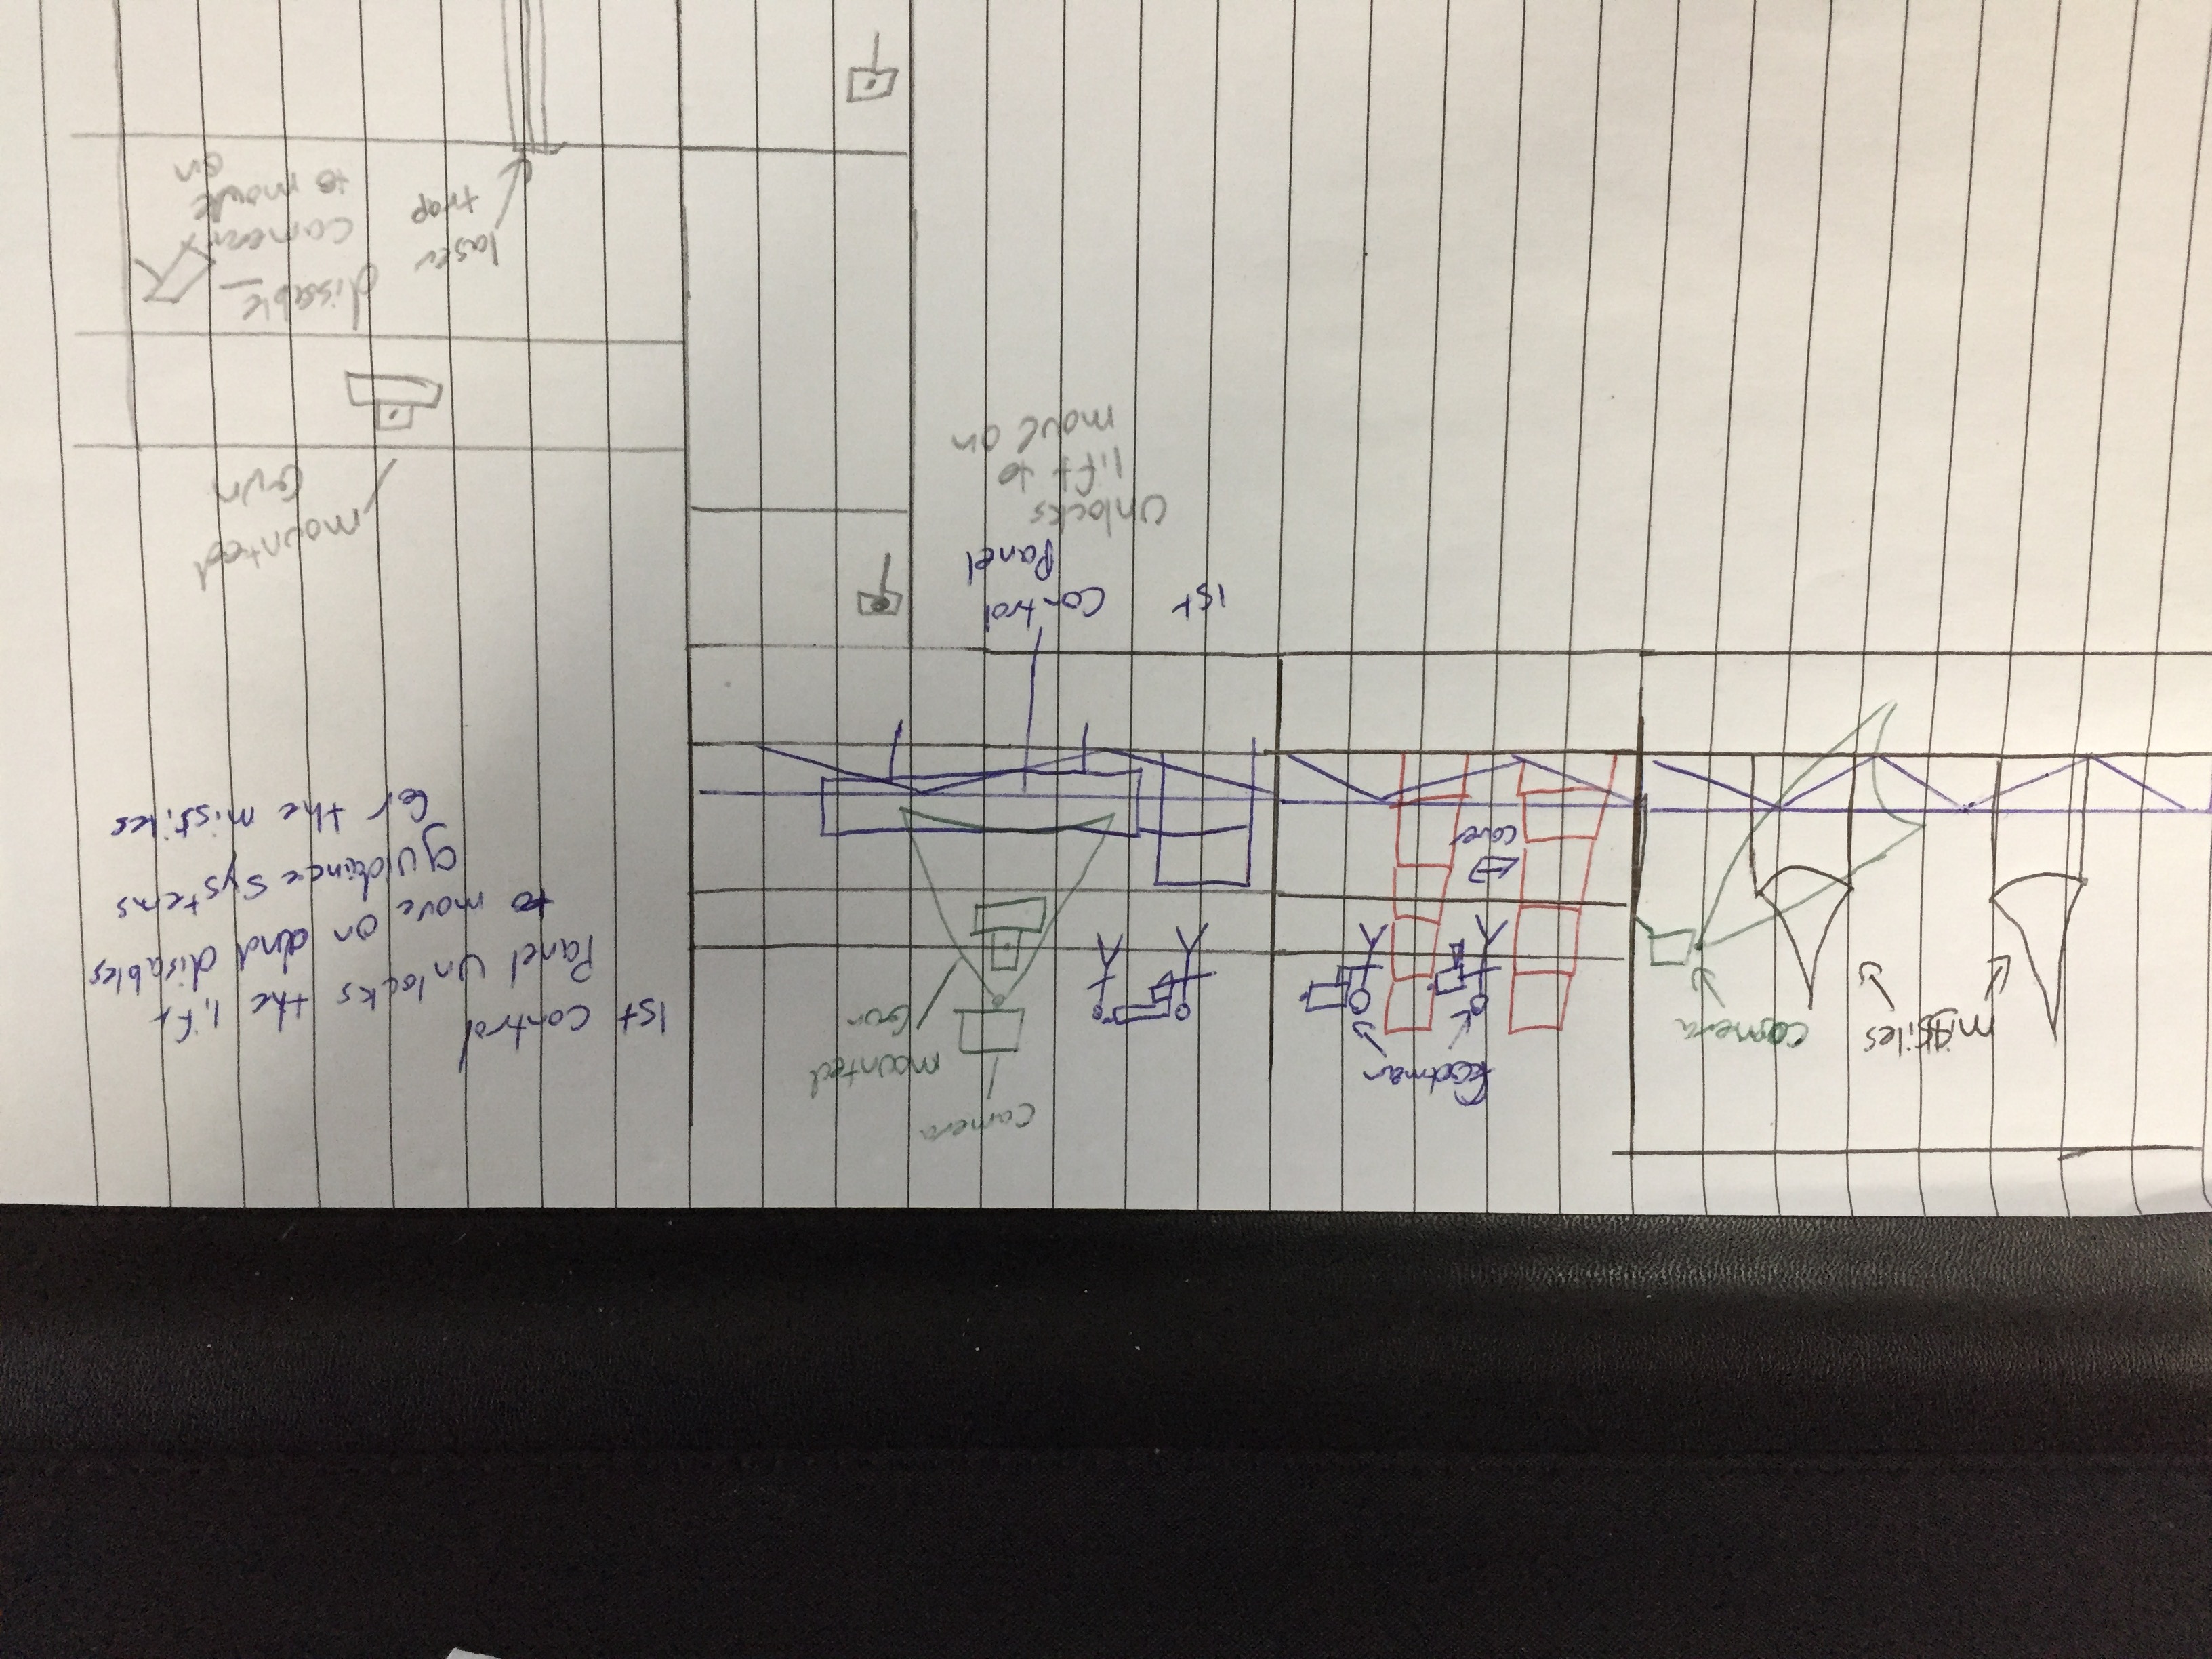 missiles
camera
footman
cover
camera
mounted
Gun
1st control
Panel unlocks the lift
to move on and disables
guidance systems
for the missiles
1st Control
Panel
Unlocks
lift to
move on
mounted
Gun
laser
trap
dissable
camera
to move
on